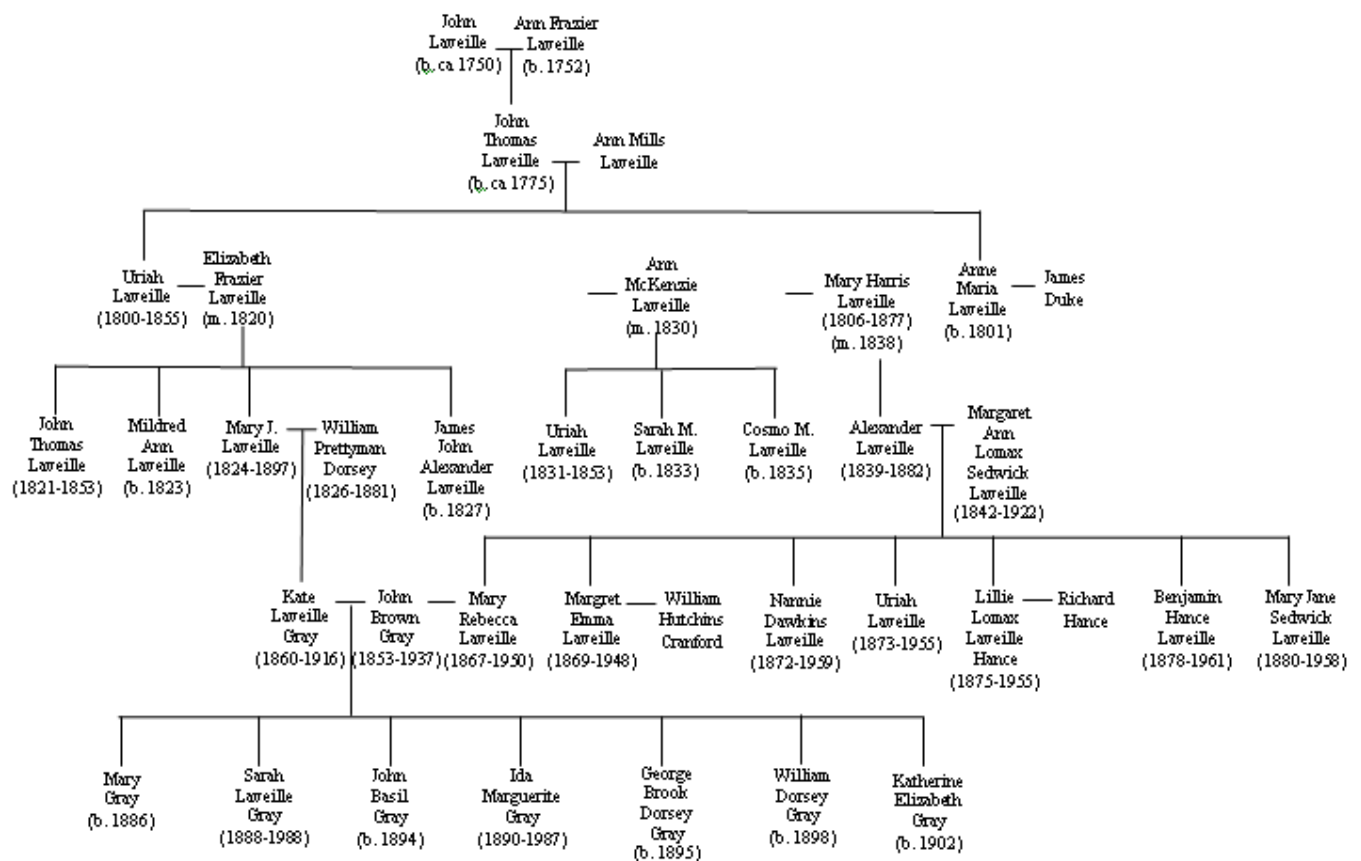 John
Laveille
(b. ca 1750)
Ann Frazier
Laveille
(b. 1752)
John
Thomas
Laveille
(b. ca 1775)
Ann Mills
Laveille
Uriah
Laveille
(1800-1855)
Elizabeth
Frazier
Laveille
(m. 1820)
Ann
McKenzie
Laveille
(m. 1830)
Mary Harris
Laveille
(1806-1877)
(m. 1838)
Anne
Maria
Laveille
(b. 1801)
James
Duke
John
Thomas
Laveille
(1821-1853)
Mildred
Ann
Laveille
(b. 1823)
Mary J.
Laveille
(1824-1897)
William
Prettyman
Dorsey
(1826-1881)
James
John
Alexander
Laveille
(b. 1827)
Uriah
Laveille
(1831-1853)
Sarah M.
Laveille
(b. 1833)
Cosmo M.
Laveille
(b. 1835)
Alexander
Laveille
(1839-1882)
Margaret
Ann
Lomax
Sedwick
Laveille
(1842-1922)
Kate
Laveille
Gray
(1860-1916)
John
Brown
Gray
(1853-1937)
Mary
Rebecca
Laveille
(1867-1950)
Margret
Emma
Laveille
(1869-1948)
William
Hutchins
Cranford
Nannie
Dawkins
Laveille
(1872-1959)
Uriah
Laveille
(1873-1955)
Lillie
Lomax
Laveille
Hance
(1875-1955)
Richard
Hance
Benjamin
Hance
Laveille
(1878-1961)
Mary Jane
Sedwick
Laveille
(1880-1958)
Mary
Gray
(b. 1886)
Sarah
Laveille
Gray
(1888-1988)
John
Basil
Gray
(b. 1894)
Ida
Marguerite
Gray
(1890-1987)
George
Brook
Dorsey
Gray
(b. 1895)
William
Dorsey
Gray
(b. 1898)
Katherine
Elizabeth
Gray
(b. 1902)